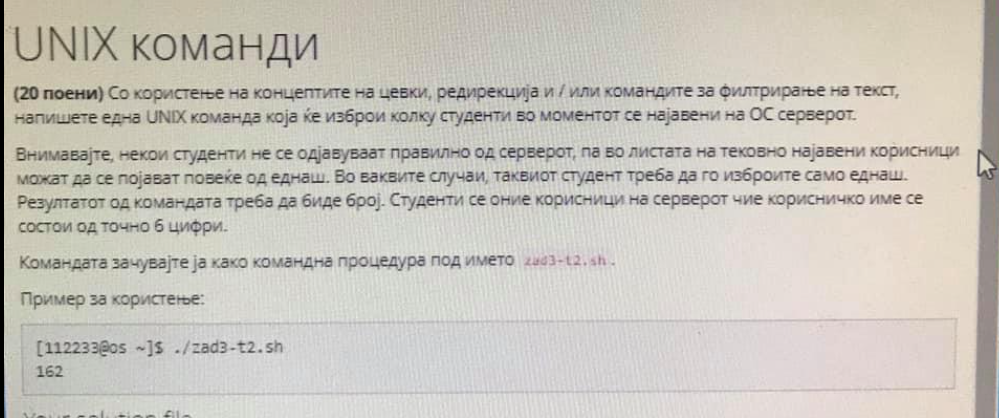 UNIX команди
(20 поени) Со користење на концептите на цевки, редирекција и / или командите за филтрирање на текст,
напишете една UNIX команда која ќе изброи колку студенти во моментот се најавени на ОС серверот.
Внимавајте, некои студенти не се одјавуваат правилно од серверот, па во листата на тековно најавени корисници
можат да се појават повеќе од еднаш. Во ваквите случаи, таквиот студент треба да го изброите само еднаш.
Резултатот од командата треба да биде број. Студенти се оние корисници на серверот чие корисничко име се
состои од точно 6 цифри.
Командата зачувајте ја како командна процедура под името zad3-t2.sh.
Пример за користење:
[112233@os ~]$ ./zad3-t2.sh
162
Your solution file